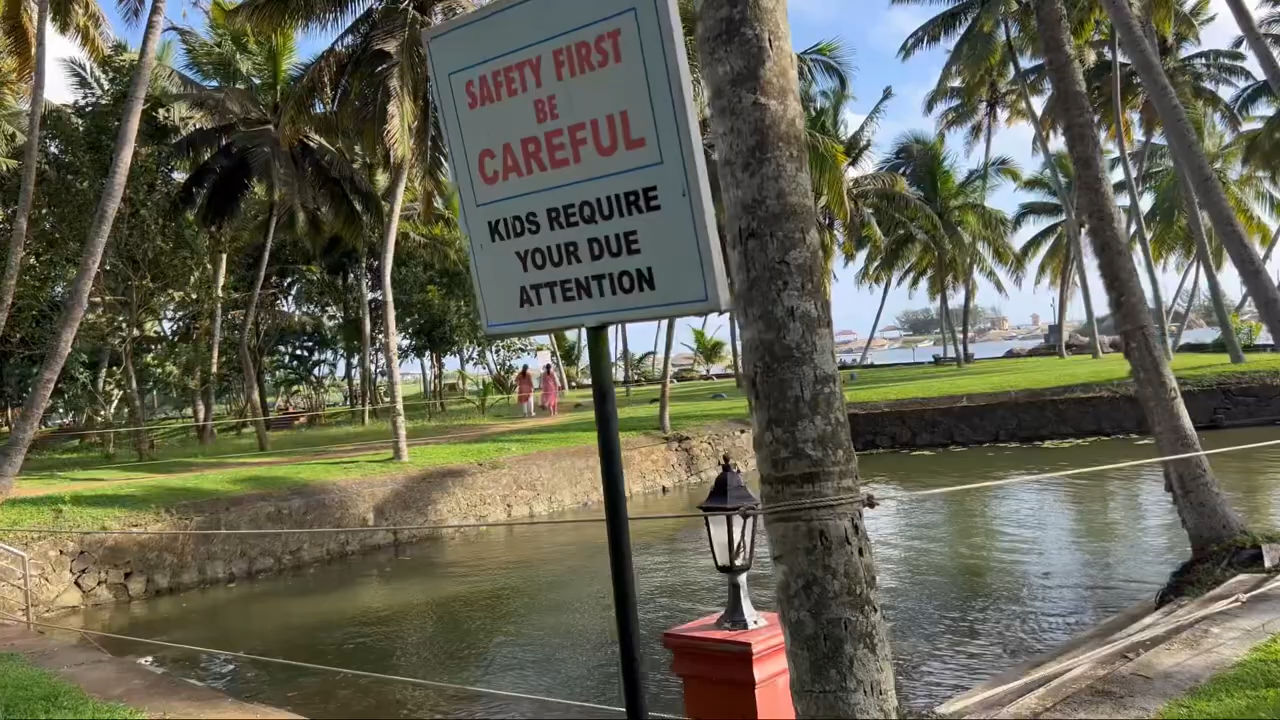 SAFETY FIRST
BE
CAREFUL
KIDS REQUIRE
YOUR DUE
ATTENTION